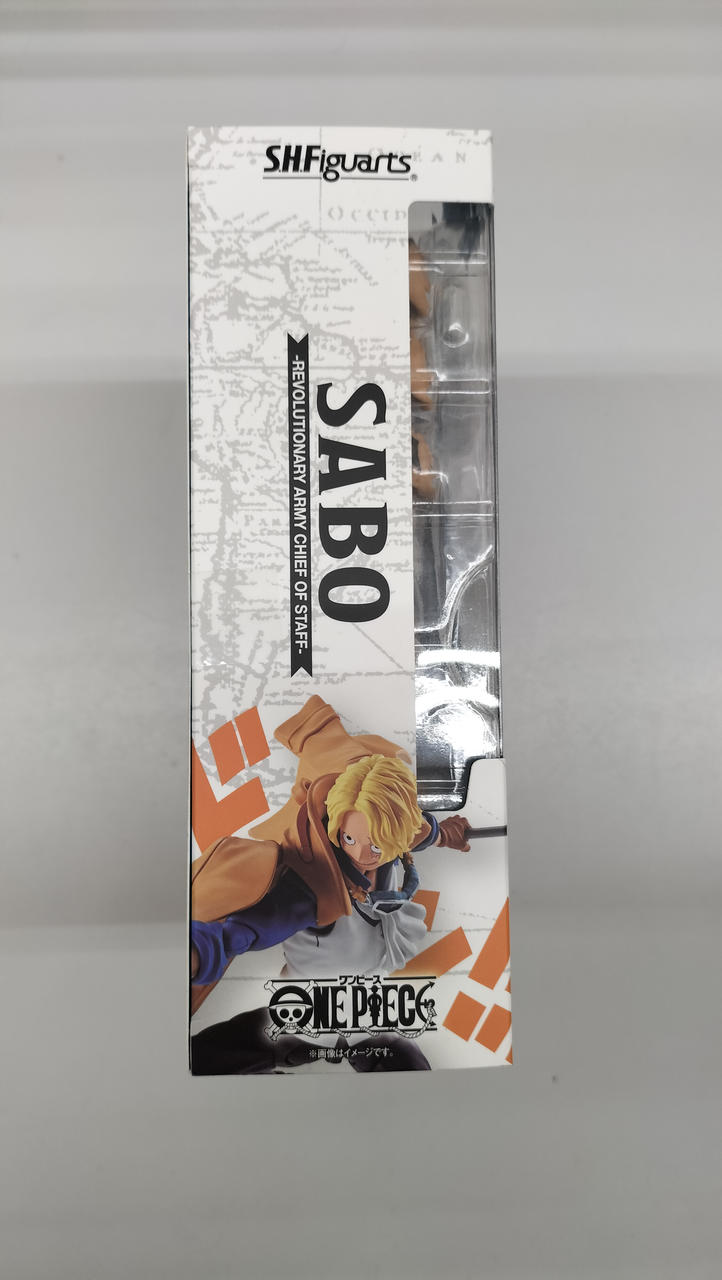 S.H.Figuarts®
OCEAN
SABO
-REVOLUTIONARY ARMY CHIEF OF STAFF-
ワンピース
ONE PIECE
※画像はイメージです。